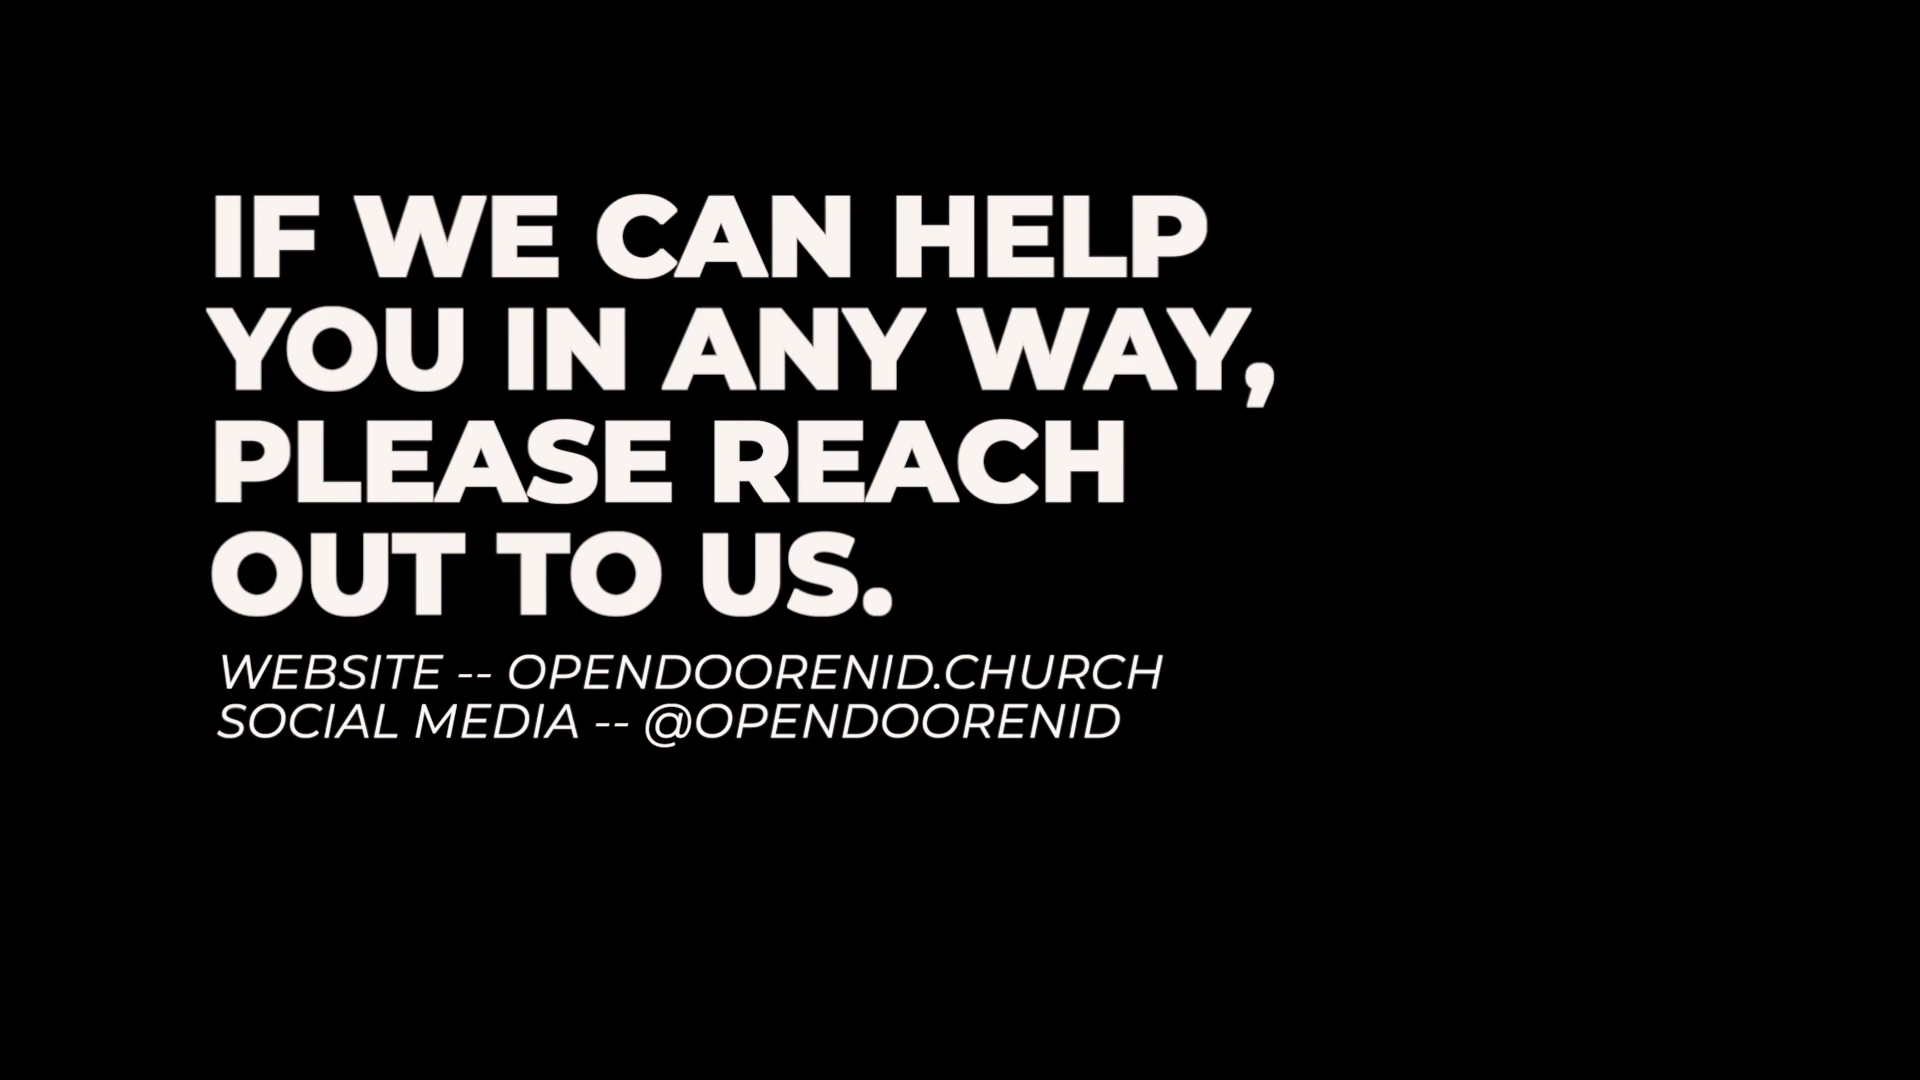 IF WE CAN HELP
YOU IN ANY WAY,
PLEASE REACH
OUT TO US.
WEBSITE -- OPENDOORENID.CHURCH
SOCIAL MEDIA -- @OPENDOORENID